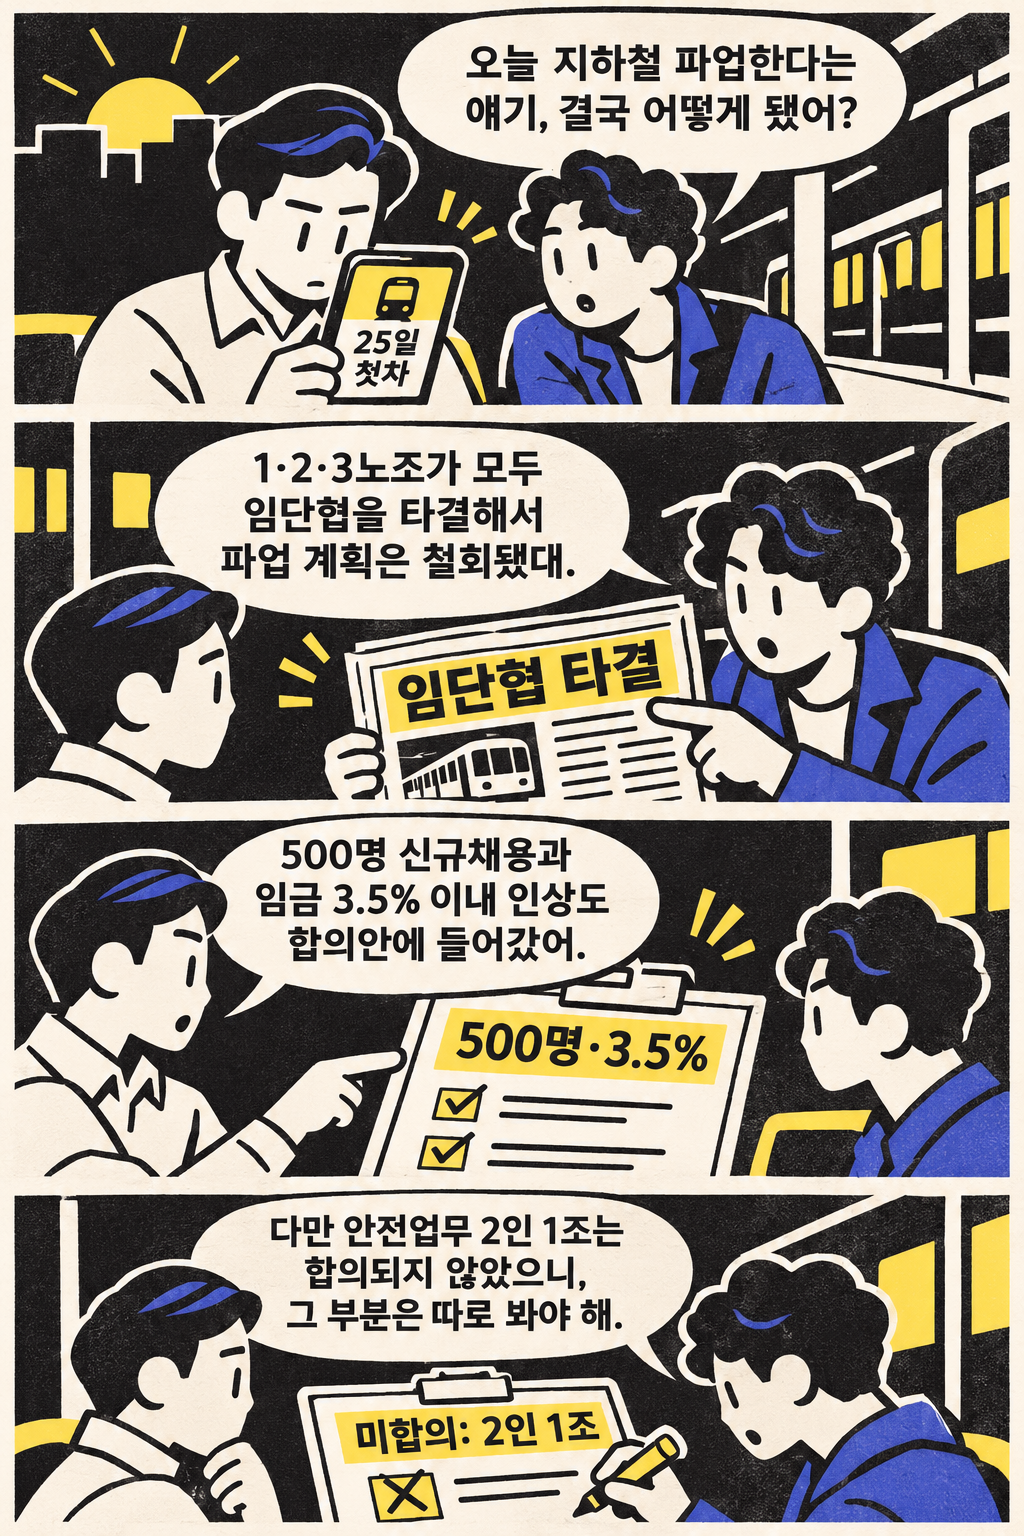 오늘 지하철 파업한다는
얘기, 결국 어떻게 됐어?
25일
첫차
1·2·3노조가 모두
임단협을 타결해서
파업 계획은 철회됐대.
임단협 타결
500명 신규채용과
임금 3.5% 이내 인상도
합의안에 들어갔어.
500명·3.5%
다만 안전업무 2인 1조는
합의되지 않았으니,
그 부분은 따로 봐야 해.
미합의: 2인 1조